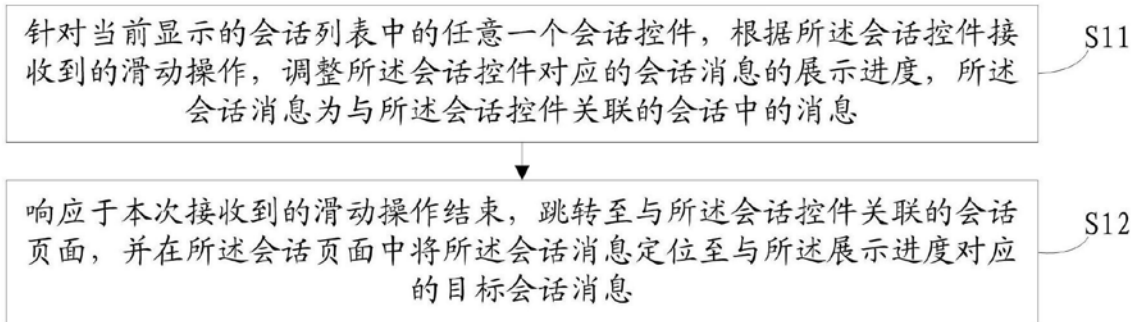 针对当前显示的会话列表中的任意一个会话控件，根据所述会话控件接
收到的滑动操作，调整所述会话控件对应的会话消息的展示进度，所述
会话消息为与所述会话控件关联的会话中的消息
S11
响应于本次接收到的滑动操作结束，跳转至与所述会话控件关联的会话
页面，并在所述会话页面中将所述会话消息定位至与所述展示进度对应
的目标会话消息
S12